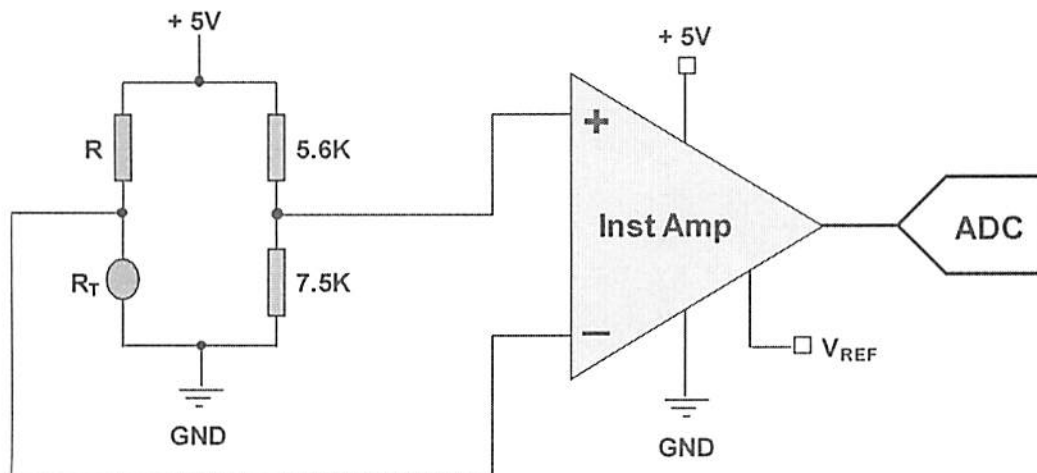 + 5V
+ 5V
R
5.6K
+
Inst Amp
ADC
R_T
7.5K
−
V_REF
GND
GND